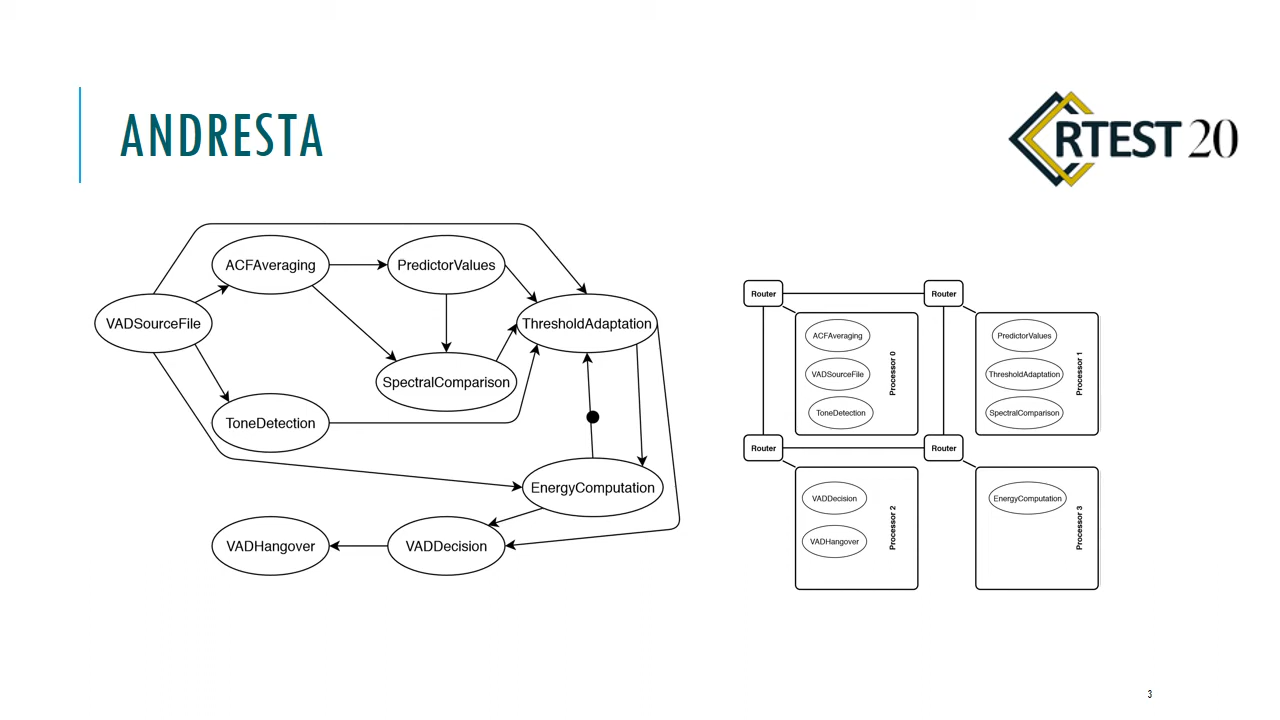 ANDRESTA
RTEST 20
ACFAveraging
PredictorValues
VADSourceFile
ThresholdAdaptation
SpectralComparison
ToneDetection
EnergyComputation
VADHangover
VADDecision
Router
Router
ACFAveraging
VADSourceFile
ToneDetection
Processor 0
PredictorValues
ThresholdAdaptation
SpectralComparison
Processor 1
Router
Router
VADDecision
VADHangover
Processor 2
EnergyComputation
Processor 3
3